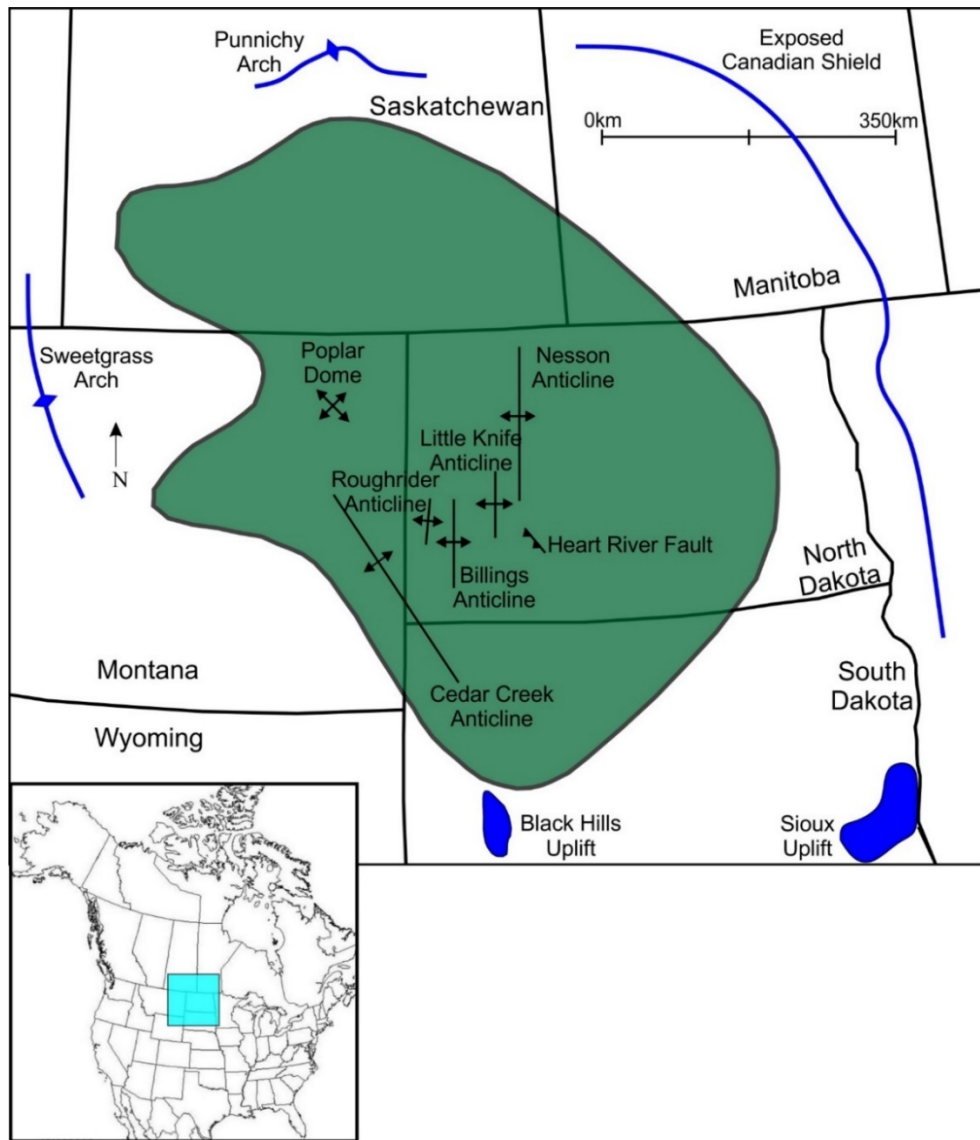 Punnichy
Arch
Exposed
Canadian Shield
Saskatchewan
0km
350km
Manitoba
Sweetgrass
Arch
N
Poplar
Dome
Nesson
Anticline
Little Knife
Anticline
Roughrider
Anticline
Heart River Fault
Billings
Anticline
North
Dakota
Montana
Cedar Creek
Anticline
South
Dakota
Wyoming
Black Hills
Uplift
Sioux
Uplift